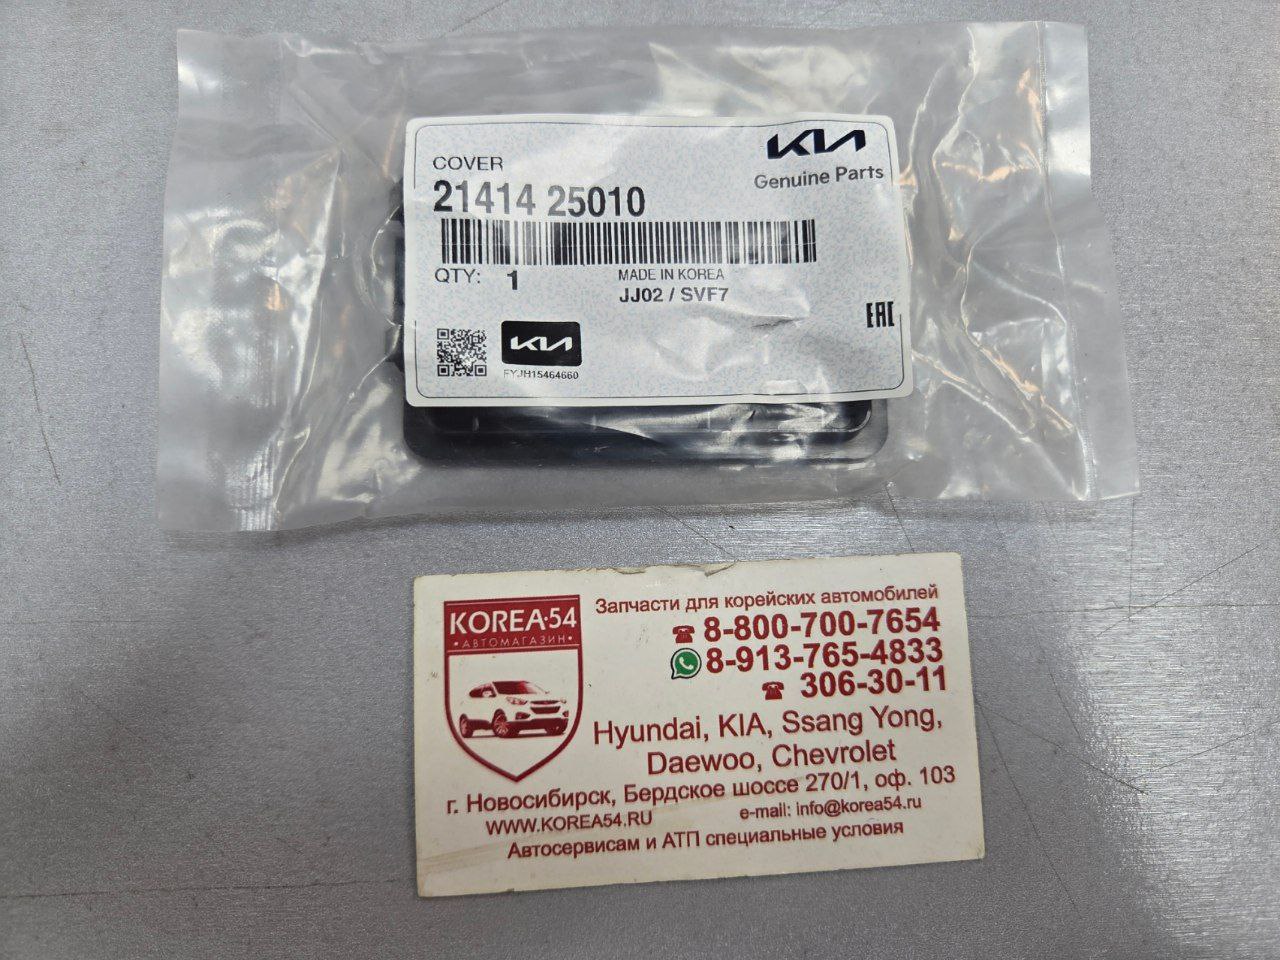 COVER
KIA
Genuine Parts
21414 25010
QTY: 1
MADE IN KOREA
JJ02 / SVF7
EAC
KIA
FYJH15464660
KOREA·54
•АВТОМАГАЗИН•
Запчасти для корейских автомобилей
8-800-700-7654
8-913-765-4833
306-30-11
Hyundai, KIA, Ssang Yong,
Daewoo, Chevrolet
г. Новосибирск, Бердское шоссе 270/1, оф. 103
WWW.KOREA54.RU e-mail: info@korea54.ru
Автосервисам и АТП специальные условия